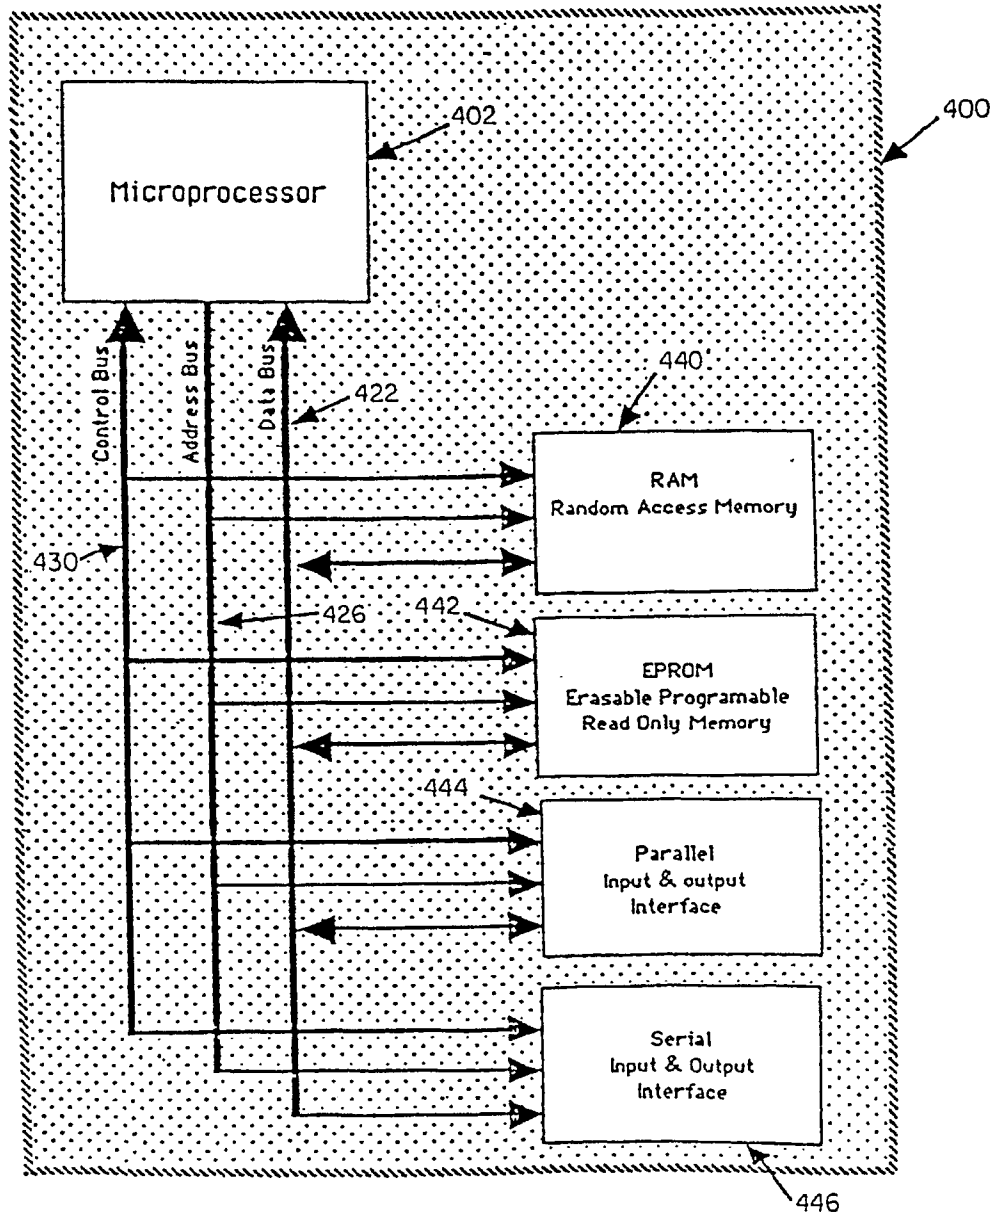 402
400
Microprocessor
Control Bus
Address Bus
Data Bus
422
440
RAM
Random Access Memory
430
426
442
EPROM
Erasable Programable
Read Only Memory
444
Parallel
Input & output
Interface
Serial
Input & Output
Interface
446